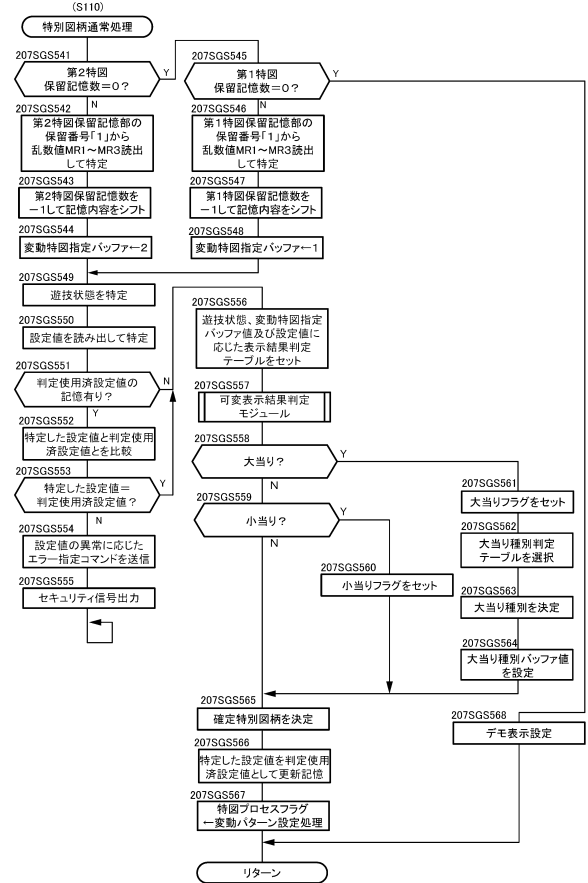 (S110)
特別図柄通常処理
207SGS541
第2特図
保留記憶数=0?
Y
N
207SGS542
第2特図保留記憶部の
保留番号「1」から
乱数値MR1～MR3読出
して特定
207SGS543
第2特図保留記憶数を
－1して記憶内容をシフト
207SGS544
変動特図指定バッファ←2
207SGS545
第1特図
保留記憶数=0?
Y
N
207SGS546
第1特図保留記憶部の
保留番号「1」から
乱数値MR1～MR3読出
して特定
207SGS547
第1特図保留記憶数を
－1して記憶内容をシフト
207SGS548
変動特図指定バッファ←1
207SGS549
遊技状態を特定
207SGS550
設定値を読み出して特定
207SGS551
判定使用済設定値の
記憶有り?
N
Y
207SGS552
特定した設定値と判定使用
済設定値とを比較
207SGS553
特定した設定値=
判定使用済設定値?
Y
N
207SGS554
設定値の異常に応じた
エラー指定コマンドを送信
207SGS555
セキュリティ信号出力
207SGS556
遊技状態、変動特図指定
バッファ値及び設定値に
応じた表示結果判定
テーブルをセット
207SGS557
可変表示結果判定
モジュール
207SGS558
大当り?
Y
N
207SGS559
小当り?
Y
N
207SGS560
小当りフラグをセット
207SGS561
大当りフラグをセット
207SGS562
大当り種別判定
テーブルを選択
207SGS563
大当り種別を決定
207SGS564
大当り種別バッファ値
を設定
207SGS565
確定特別図柄を決定
207SGS566
特定した設定値を判定使用
済設定値として更新記憶
207SGS567
特図プロセスフラグ
←変動パターン設定処理
207SGS568
デモ表示設定
リターン